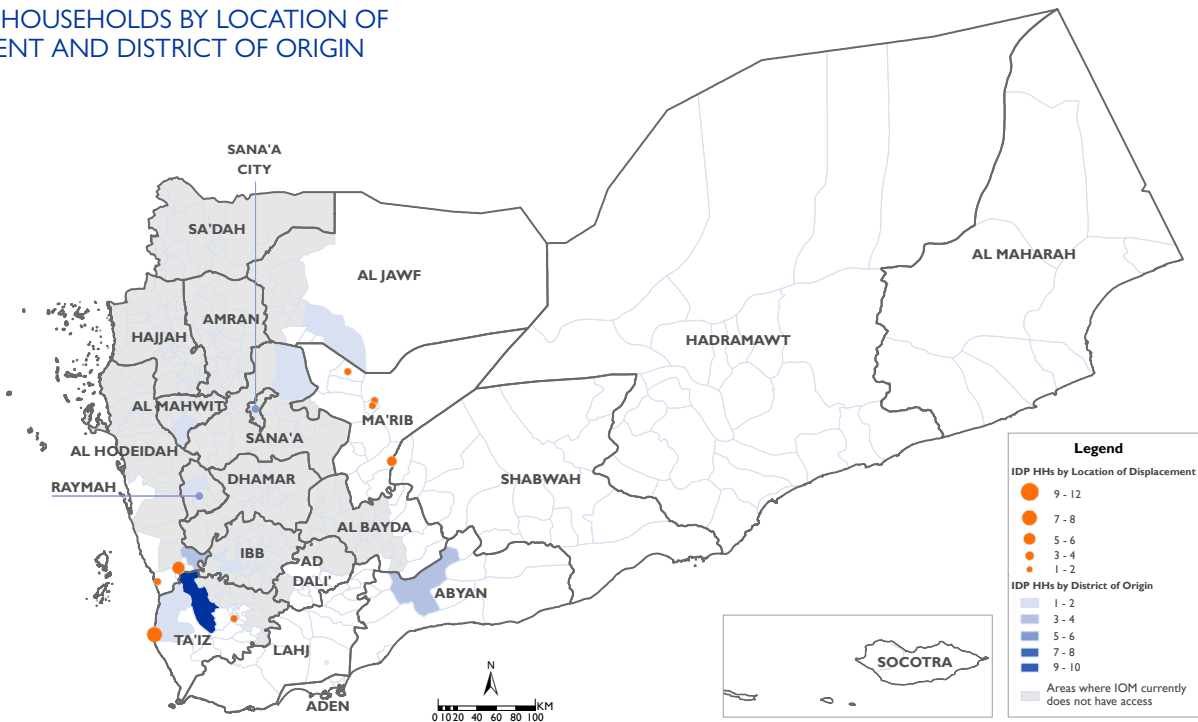 HOUSEHOLDS BY LOCATION OF
ENT AND DISTRICT OF ORIGIN
SANA'A
CITY
SA'DAH
AL JAWF
AL MAHARAH
AMRAN
HAJJAH
HADRAMAWT
AL MAHWIT
MA'RIB
SANA'A
AL HODEIDAH
DHAMAR
SHABWAH
RAYMAH
AL BAYDA
IBB
AD
DALI'
ABYAN
TA'IZ
LAHJ
ADEN
SOCOTRA
N
KM
0 10 20 40 60 80 100
Legend
IDP HHs by Location of Displacement
9 - 12
7 - 8
5 - 6
3 - 4
1 - 2
IDP HHs by District of Origin
1 - 2
3 - 4
5 - 6
7 - 8
9 - 10
Areas where IOM currently
does not have access